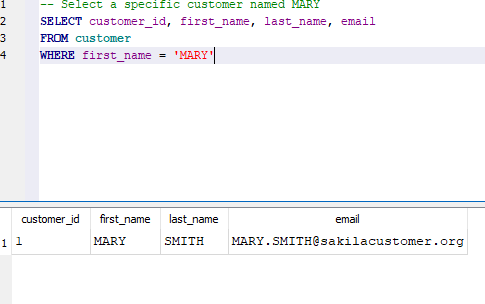 1 -- Select a specific customer named MARY
2 SELECT customer_id, first_name, last_name, email
3 FROM customer
4 WHERE first_name = 'MARY'
customer_id first_name last_name email
1 1 MARY SMITH MARY.SMITH@sakilacustomer.org